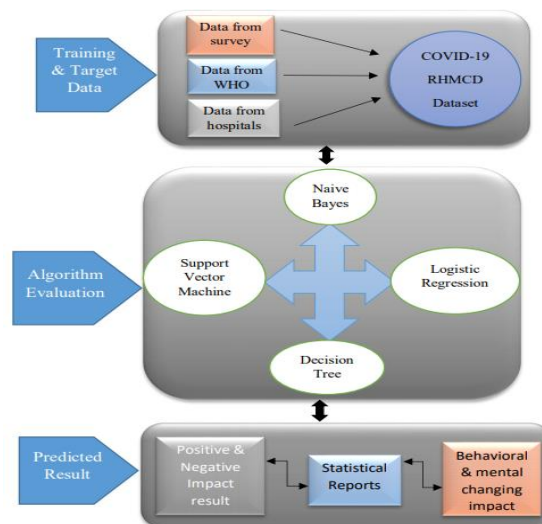 Training
& Target
Data
Data from
survey
Data from
WHO
Data from
hospitals
COVID-19
RHMCD
Dataset
Algorithm
Evaluation
Naive
Bayes
Support
Vector
Machine
Logistic
Regression
Decision
Tree
Predicted
Result
Positive &
Negative
Impact
result
Statistical
Reports
Behavioral
& mental
changing
impact